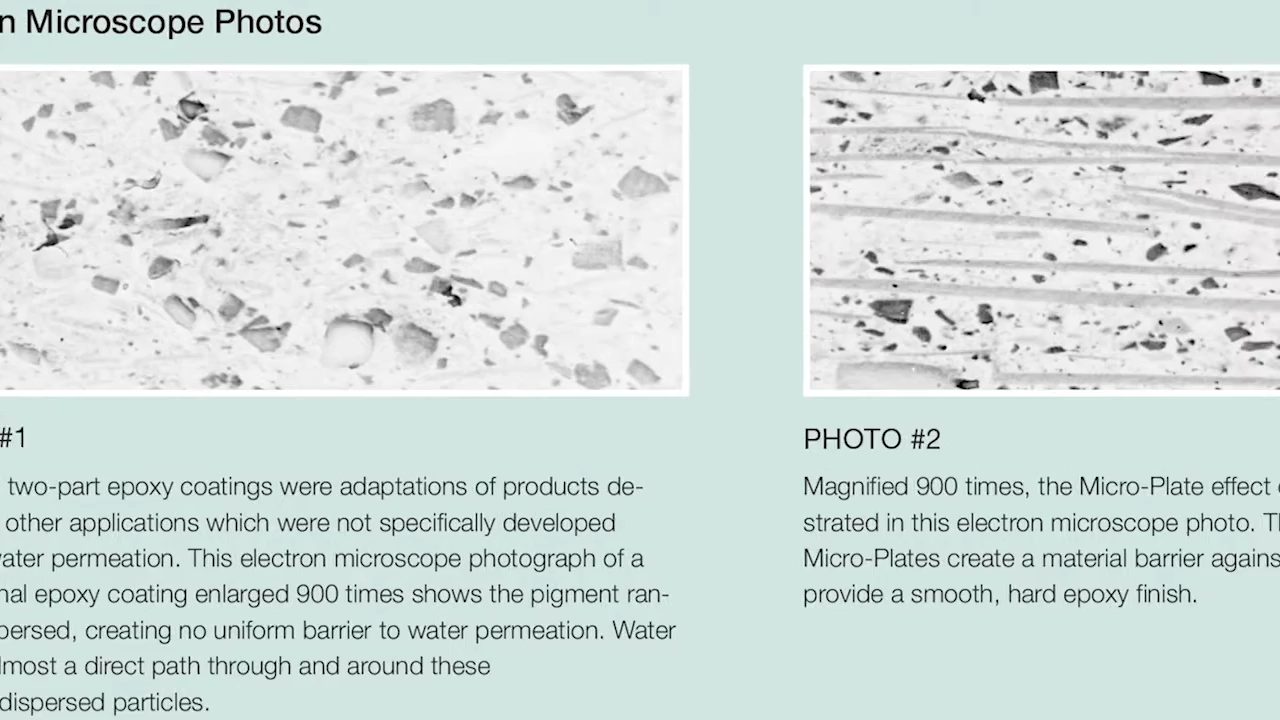 n Microscope Photos
#1
two-part epoxy coatings were adaptations of products de-
other applications which were not specifically developed
ater permeation. This electron microscope photograph of a
nal epoxy coating enlarged 900 times shows the pigment ran-
persed, creating no uniform barrier to water permeation. Water
lmost a direct path through and around these
dispersed particles.
PHOTO #2
Magnified 900 times, the Micro-Plate effect
strated in this electron microscope photo. T
Micro-Plates create a material barrier agains
provide a smooth, hard epoxy finish.